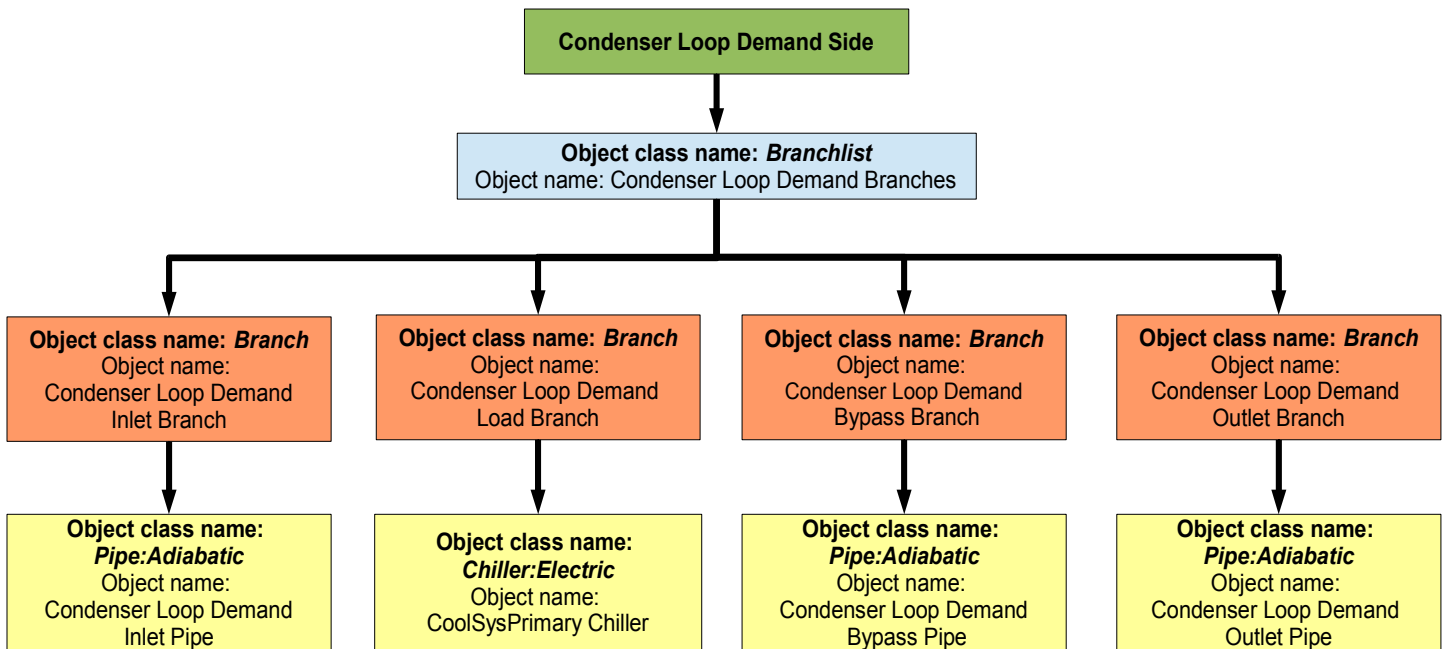 Condenser Loop Demand Side
Object class name: Branchlist
Object name: Condenser Loop Demand Branches
Object class name: Branch
Object name:
Condenser Loop Demand
Inlet Branch
Object class name: Branch
Object name:
Condenser Loop Demand
Load Branch
Object class name: Branch
Object name:
Condenser Loop Demand
Bypass Branch
Object class name: Branch
Object name:
Condenser Loop Demand
Outlet Branch
Object class name:
Pipe:Adiabatic
Object name:
Condenser Loop Demand
Inlet Pipe
Object class name:
Chiller:Electric
Object name:
CoolSysPrimary Chiller
Object class name:
Pipe:Adiabatic
Object name:
Condenser Loop Demand
Bypass Pipe
Object class name:
Pipe:Adiabatic
Object name:
Condenser Loop Demand
Outlet Pipe